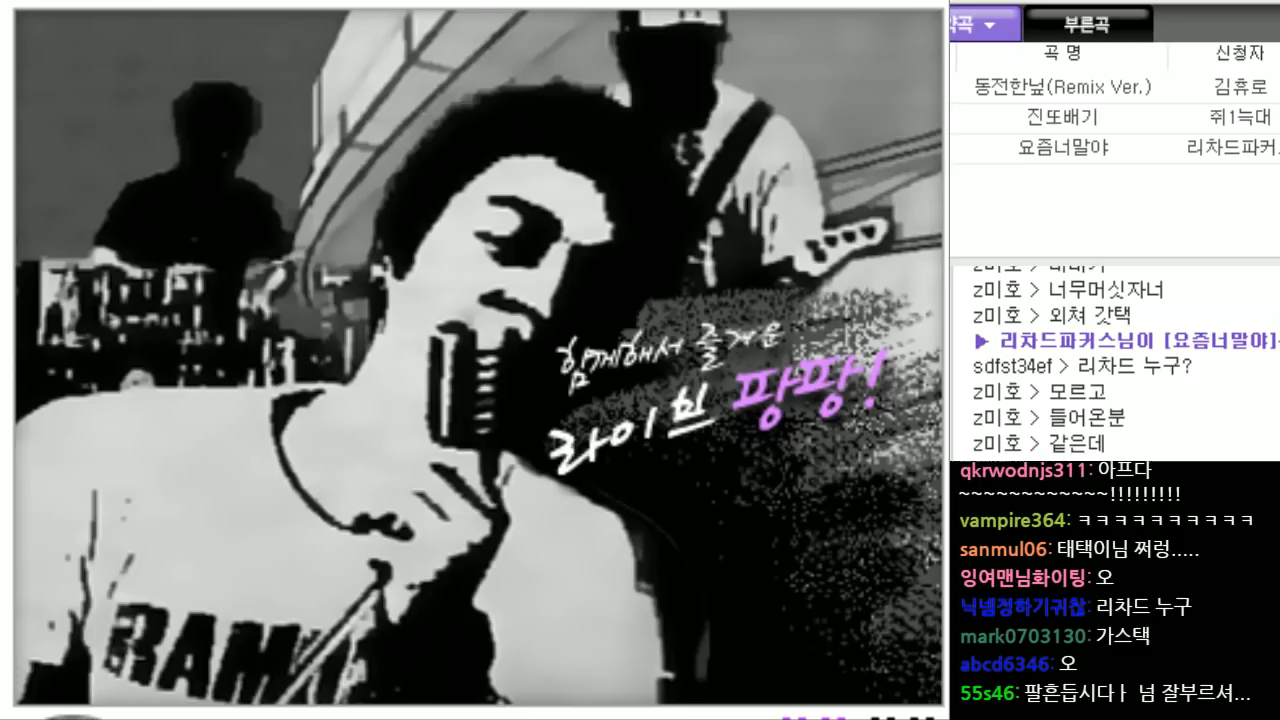 함께해서 즐거운
라이브 팡팡!
부른곡
곡 명 신청자
동전한닢(Remix Ver.) 김휴로
진또배기 쥐1늑대
요즘너말야 리차드파커
z미호 > 너무머싯자너
z미호 > 외쳐 갓택
▶ 리차드파커스님이 [요즘너말야]
sdfst34ef > 리차드 누구?
z미호 > 모르고
z미호 > 들어온분
z미호 > 같은데
qkrwodnjs311: 아프다
~~~~~~~~~~~~!!!!!!!!!
vampire364: ㅋㅋㅋㅋㅋㅋㅋㅋㅋㅋ
sanmul06: 태택이님 쩌렁.....
잉여맨님화이팅: 오
닉넴정하기귀찮: 리차드 누구
mark0703130: 가스택
abcd6346: 오
55s46: 팔흔듭시다ㅏ 넘 잘부르셔...